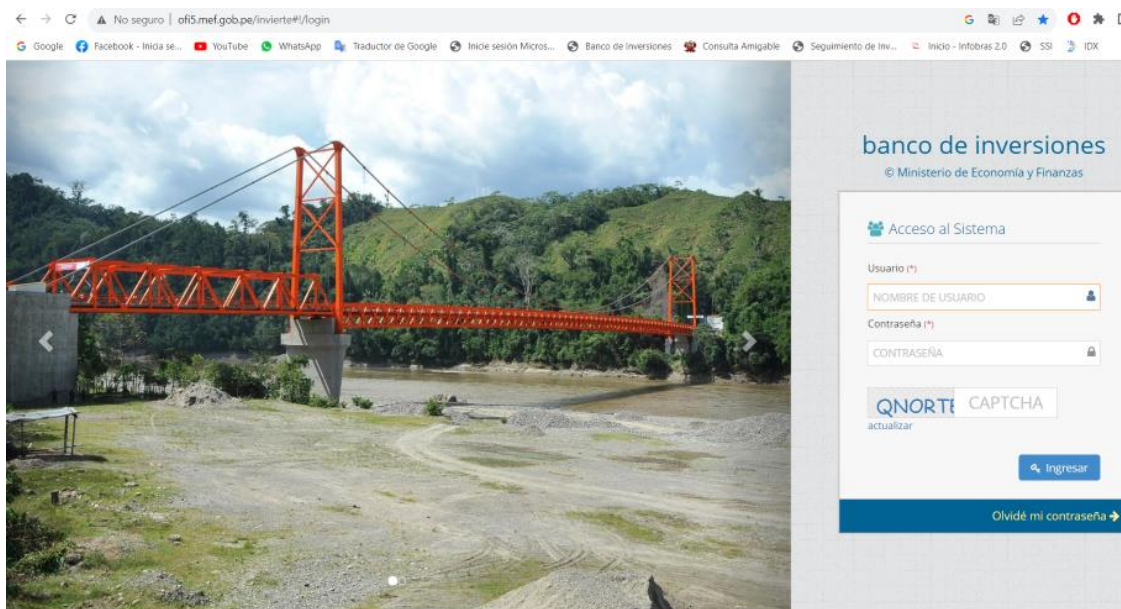 No seguro | ofi5.mef.gob.pe/invierte#!/login
Google Facebook - Inicia se... YouTube WhatsApp Traductor de Google Inicie sesión Micros... Banco de Inversiones Consulta Amigable Seguimiento de Inv... Inicio - Infobras 2.0 SSI IDX
banco de inversiones
© Ministerio de Economía y Finanzas
Acceso al Sistema
Usuario (*)
NOMBRE DE USUARIO
Contraseña (*)
CONTRASEÑA
QNORTE CAPTCHA
actualizar
Ingresar
Olvidé mi contraseña